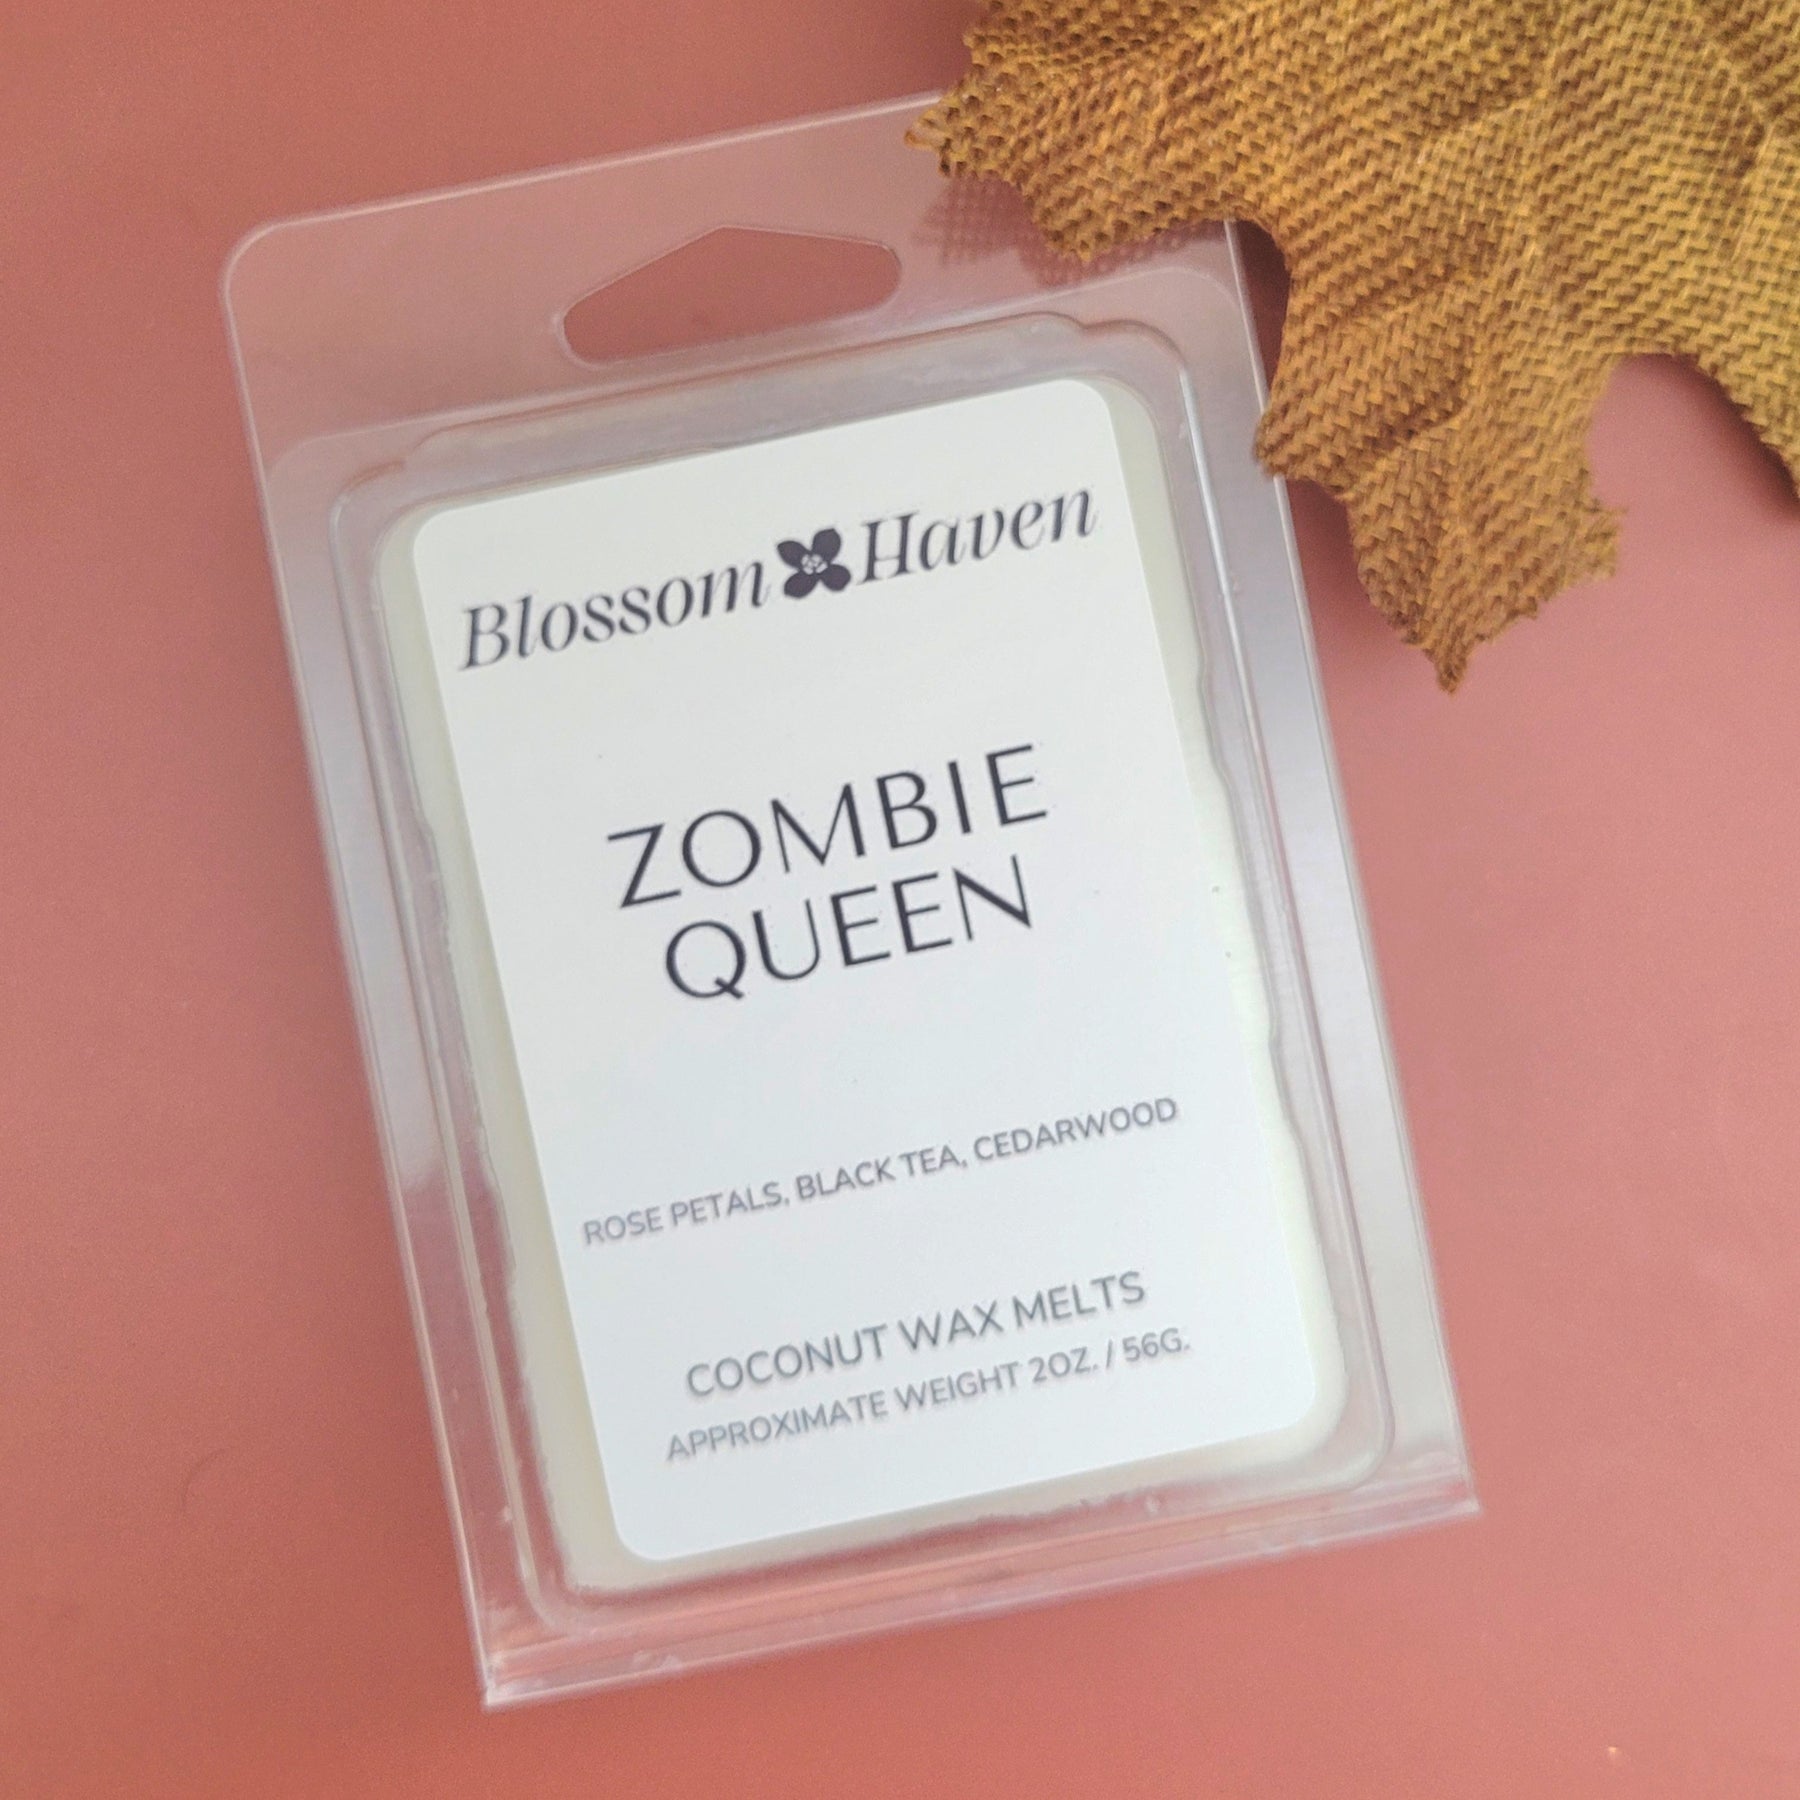 Blossom Haven
ZOMBIE
QUEEN
ROSE PETALS, BLACK TEA, CEDARWOOD
COCONUT WAX MELTS
APPROXIMATE WEIGHT 2OZ. / 56G.